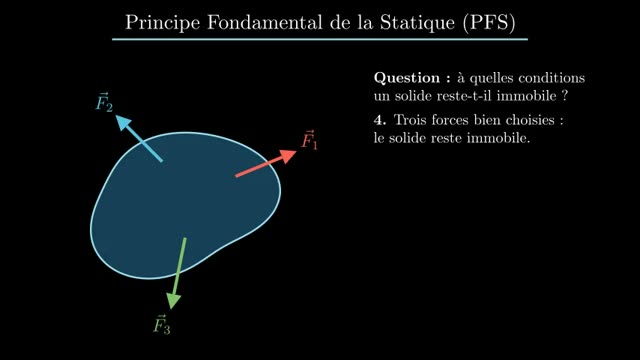 Principe Fondamental de la Statique (PFS)
Question : à quelles conditions
un solide reste-t-il immobile ?
4. Trois forces bien choisies :
le solide reste immobile.
F⃗₂
F⃗₁
F⃗₃